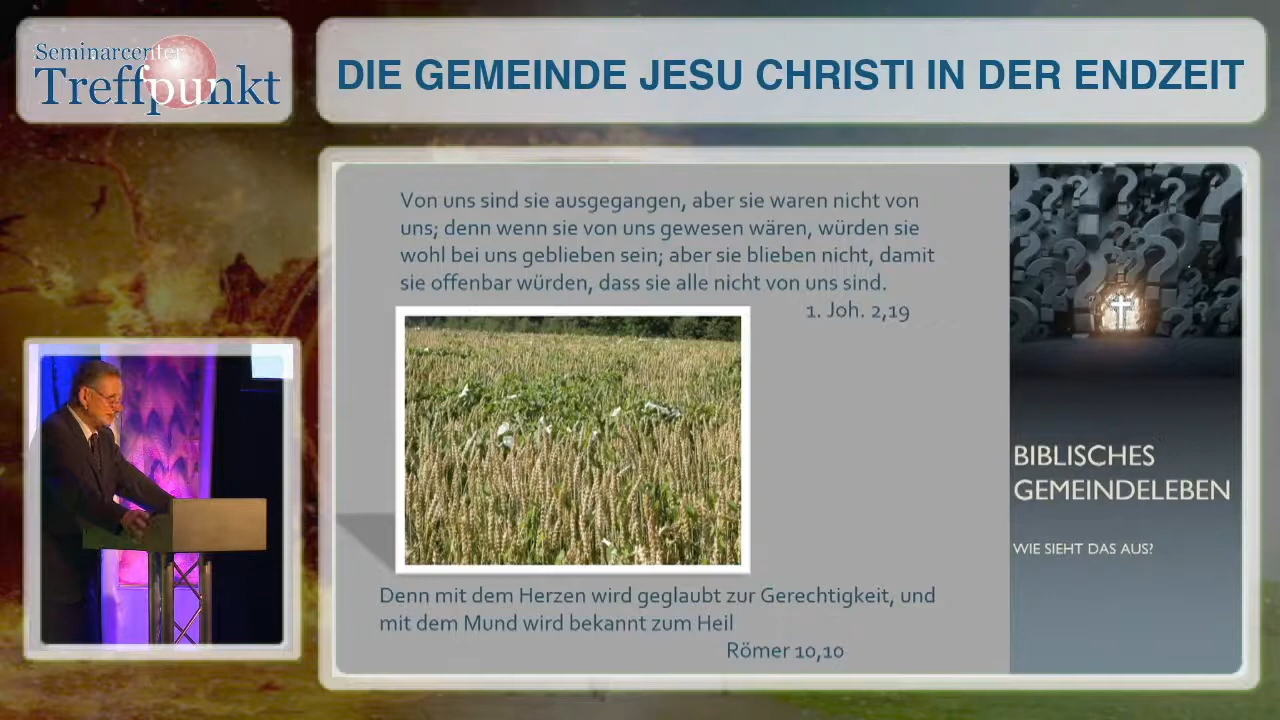 Seminarcenter
Treffpunkt
DIE GEMEINDE JESU CHRISTI IN DER ENDZEIT
Von uns sind sie ausgegangen, aber sie waren nicht von
uns; denn wenn sie von uns gewesen wären, würden sie
wohl bei uns geblieben sein; aber sie blieben nicht, damit
sie offenbar würden, dass sie alle nicht von uns sind.
1. Joh. 2,19
Denn mit dem Herzen wird geglaubt zur Gerechtigkeit, und
mit dem Mund wird bekannt zum Heil
Römer 10,10
BIBLISCHES
GEMEINDELEBEN
WIE SIEHT DAS AUS?